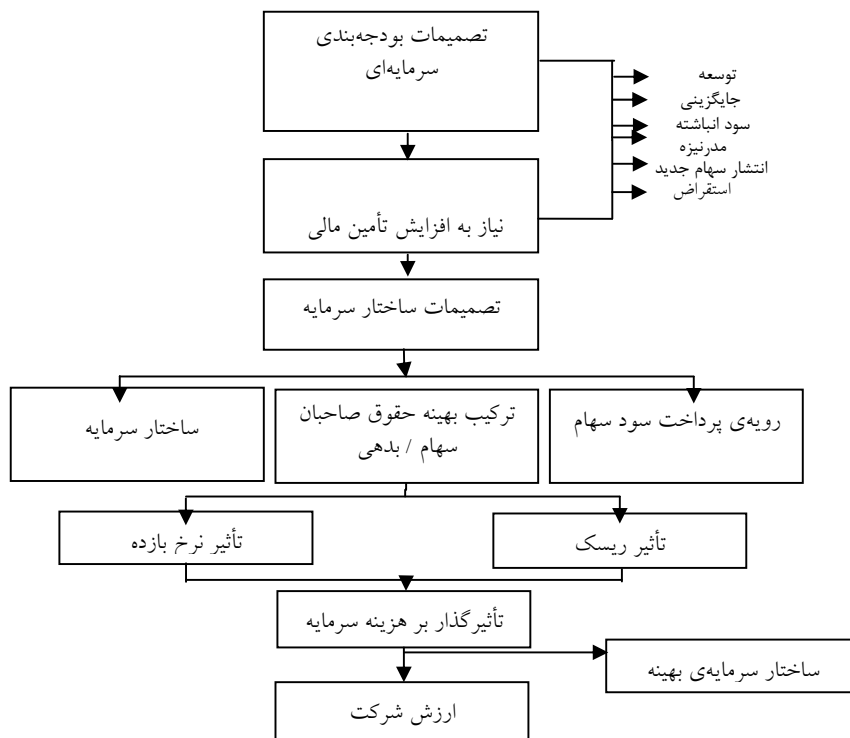 تصمیمات بودجه‌بندی
سرمایه‌ای
توسعه
جایگزینی
سود انباشته
مدرنیزه
انتشار سهام جدید
استقراض
نیاز به افزایش تأمین مالی
تصمیمات ساختار سرمایه
رویه‌ی پرداخت سود سهام
ترکیب بهینه حقوق صاحبان
سهام / بدهی
ساختار سرمایه
تأثیر ریسک
تأثیر نرخ بازده
تأثیرگذار بر هزینه سرمایه
ساختار سرمایه‌ی بهینه
ارزش شرکت